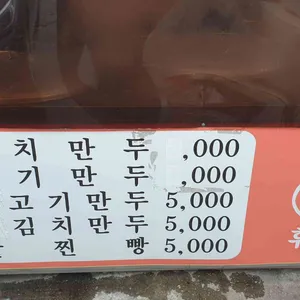 치 만 두 ,000
기 만 두 ,000
고 기 만 두 5,000
김 치 만 두 5,000
찐 빵 5,000